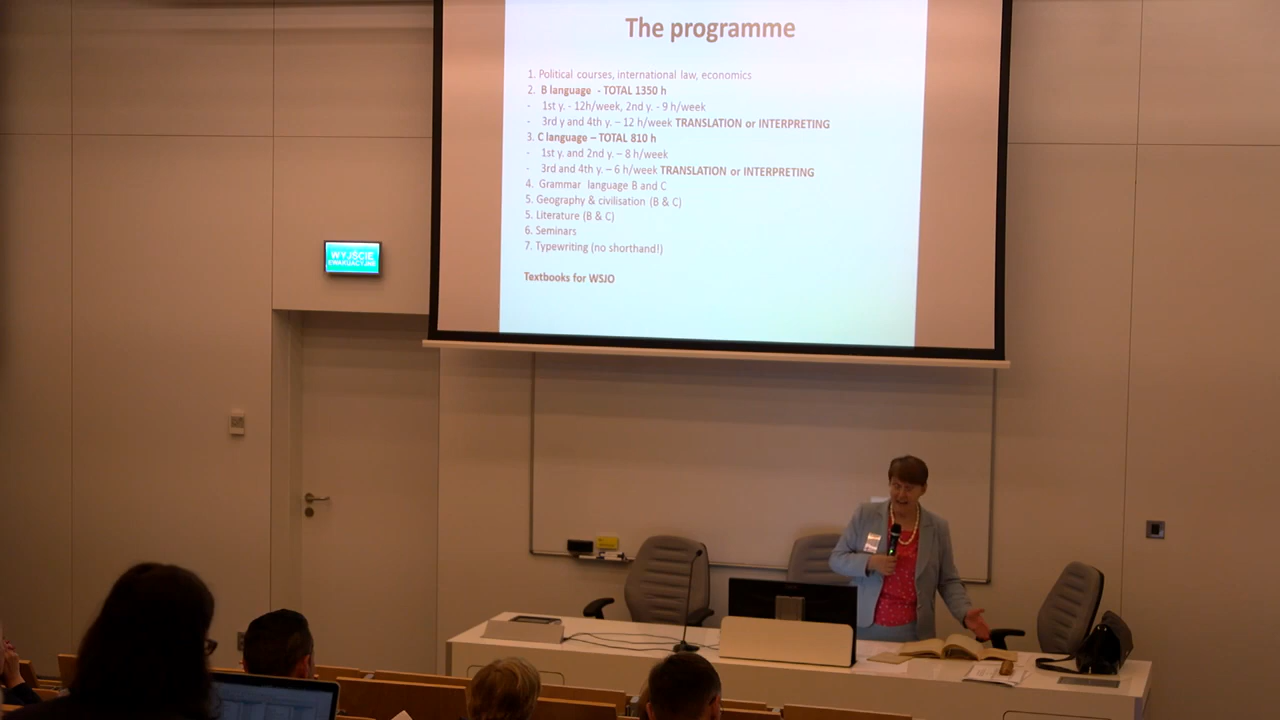 The programme
1. Political courses, international law, economics
2. B language - TOTAL 1350 h
- 1st y. - 12h/week, 2nd y. - 9 h/week
- 3rd y and 4th y. – 12 h/week TRANSLATION or INTERPRETING
3. C language – TOTAL 810 h
- 1st y. and 2nd y. – 8 h/week
- 3rd and 4th y. – 6 h/week TRANSLATION or INTERPRETING
4. Grammar language B and C
5. Geography & civilisation (B & C)
5. Literature (B & C)
6. Seminars
7. Typewriting (no shorthand!)
Textbooks for WSJO
WYJŚCIE
EWAKUACYJNE